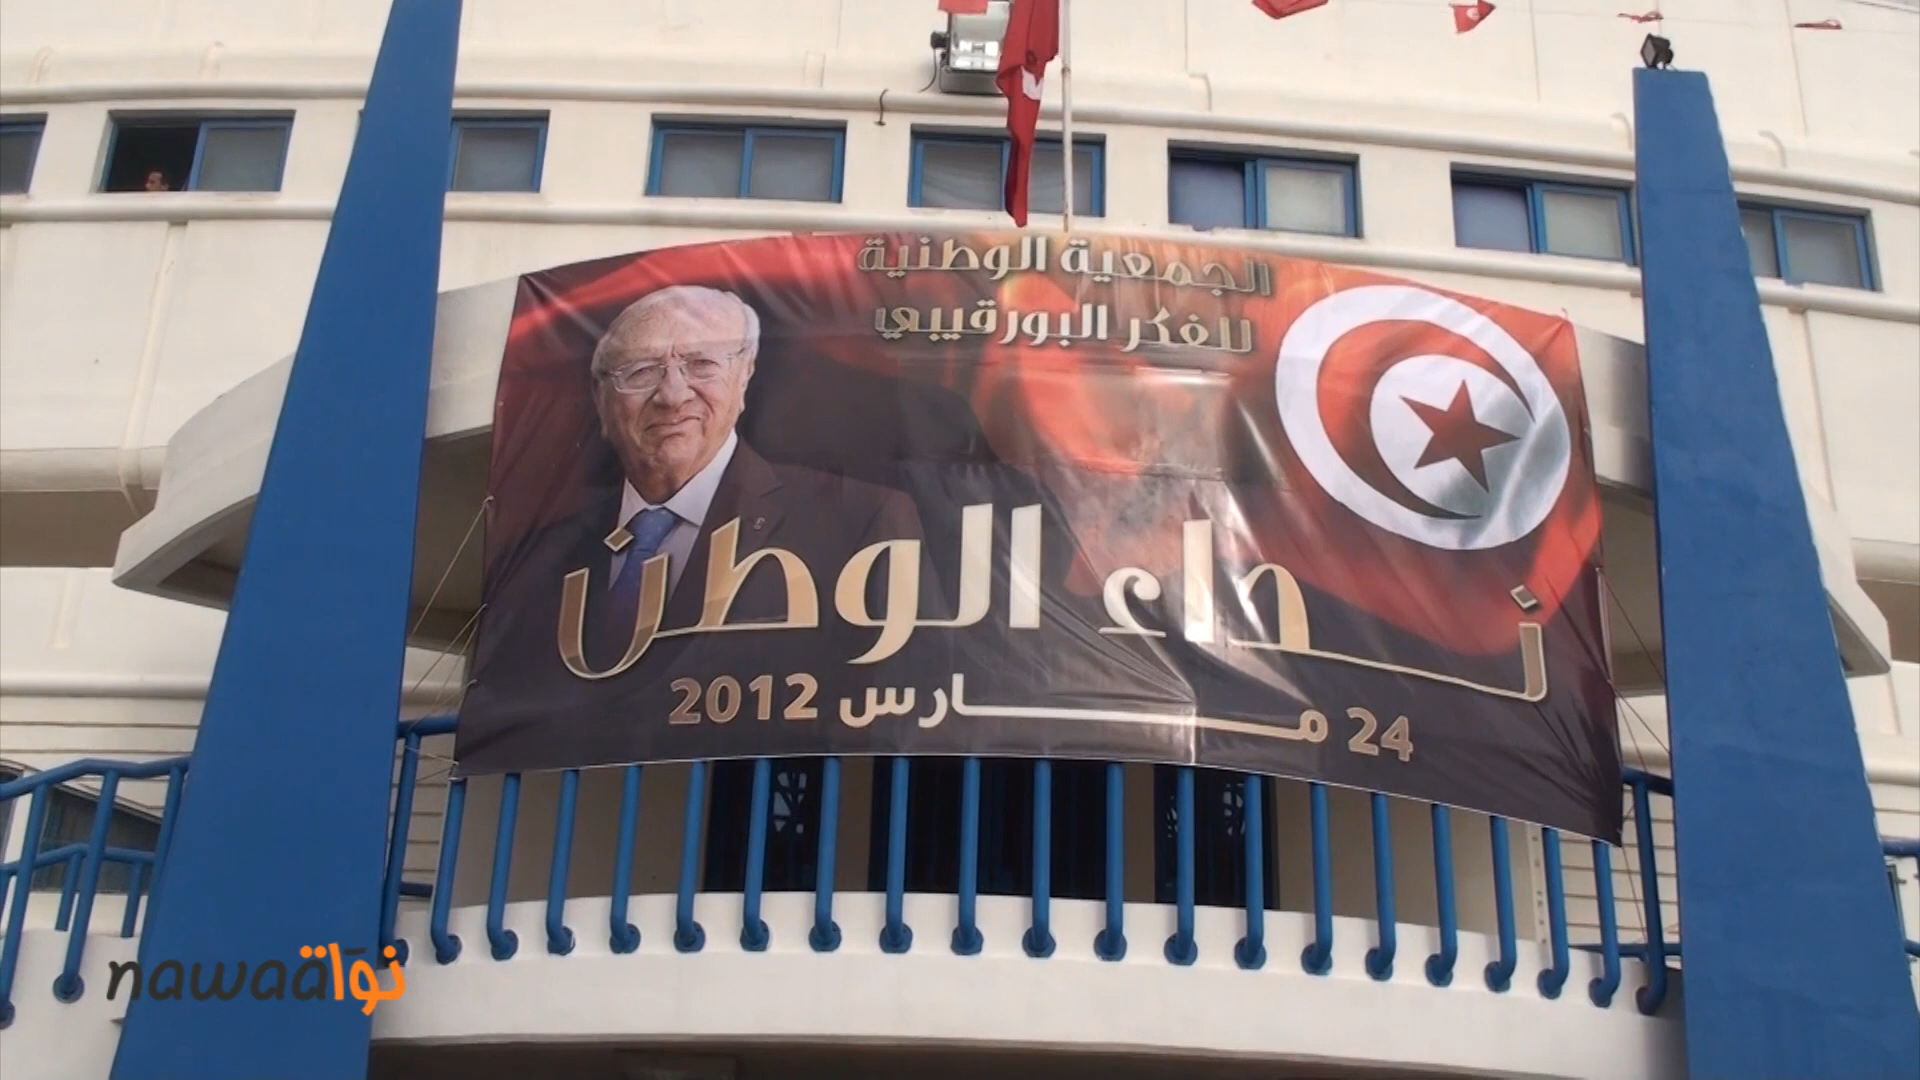 الجمعية الوطنية
للفكر البورقيبي
نداء الوطن
24 مارس 2012
nawaat نواة